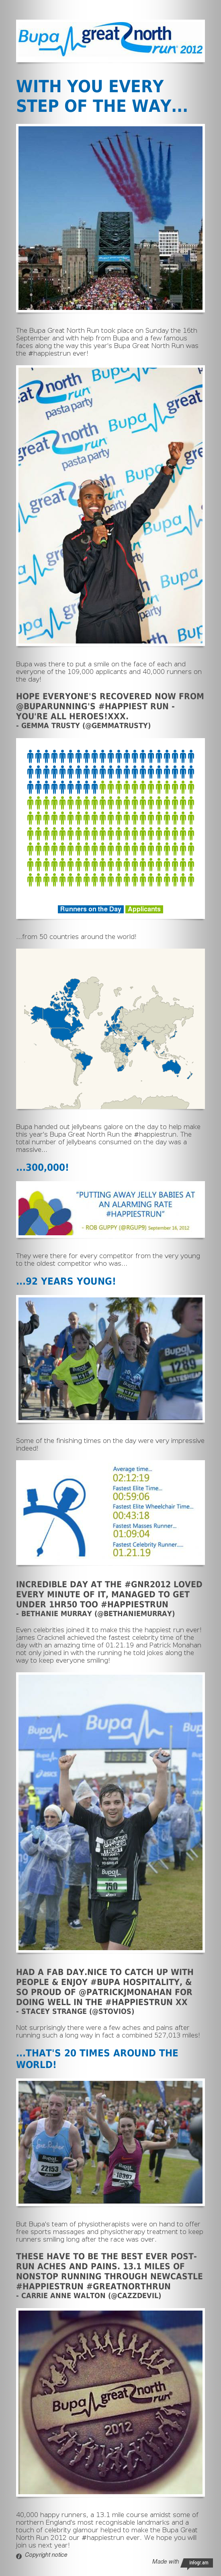 Bupa great north run 2012
WITH YOU EVERY
STEP OF THE WAY...
The Bupa Great North Run took place on Sunday the 16th
September and with help from Bupa and a few famous
faces along the way this year's Bupa Great North Run was
the #happiestrun ever!
great north run
pasta party
Bupa
Bupa was there to put a smile on the face of each and
everyone of the 109,000 applicants and 40,000 runners on
the day!
HOPE EVERYONE'S RECOVERED NOW FROM
@BUPARUNNING'S #HAPPIEST RUN -
YOU'RE ALL HEROES!XXX.
- GEMMA TRUSTY (@GEMMATRUSTY)
Runners on the Day Applicants
...from 50 countries around the world!
Bupa handed out jellybeans galore on the day to help make
this year's Bupa Great North Run the #happiestrun. The
total number of jellybeans consumed on the day was a
massive...
...300,000!
"PUTTING AWAY JELLY BABIES AT
AN ALARMING RATE
#HAPPIESTRUN"
- ROB GUPPY (@RGUP9) September 16, 2012
They were there for every competitor from the very young
to the oldest competitor who was...
...92 YEARS YOUNG!
Bupa
1289
Some of the finishing times on the day were very impressive
indeed!
Average time...
02:12:19
Fastest Elite Time...
00:59:06
Fastest Elite Wheelchair Time...
00:43:18
Fastest Masses Runner...
01:09:04
Fastest Celebrity Runner....
01.21.19
INCREDIBLE DAY AT THE #GNR2012 LOVED
EVERY MINUTE OF IT, MANAGED TO GET
UNDER 1HR50 TOO #HAPPIESTRUN
- BETHANIE MURRAY (@BETHANIEMURRAY)
Even celebrities joined it to make this the happiest run ever!
James Cracknell achieved the fastest celebrity time of the
day with an amazing time of 01.21.19 and Patrick Monahan
not only joined in with the running he told jokes along the
way to keep everyone smiling!
Bupa
Bupa
750
HAD A FAB DAY.NICE TO CATCH UP WITH
PEOPLE & ENJOY #BUPA HOSPITALITY, &
SO PROUD OF @PATRICKJMONAHAN FOR
DOING WELL IN THE #HAPPIESTRUN XX
- STACEY STRANGE (@STOVIOS)
Not surprisingly there were a few aches and pains after
running such a long way in fact a combined 527,013 miles!
...THAT'S 20 TIMES AROUND THE
WORLD!
22153
But Bupa's team of physiotherapists were on hand to offer
free sports massages and physiotherapy treatment to keep
runners smiling long after the race was over.
THESE HAVE TO BE THE BEST EVER POST-
RUN ACHES AND PAINS. 13.1 MILES OF
NONSTOP RUNNING THROUGH NEWCASTLE
#HAPPIESTRUN #GREATNORTHRUN
- CARRIE ANNE WALTON (@CAZZDEVIL)
Bupa great north run
2012
40,000 happy runners, a 13.1 mile course amidst some of
northern England's most recognisable landmarks and a
touch of celebrity glamour helped to make the Bupa Great
North Run 2012 our #happiestrun ever. We hope you will
join us next year!
Copyright notice
Made with infogr.am